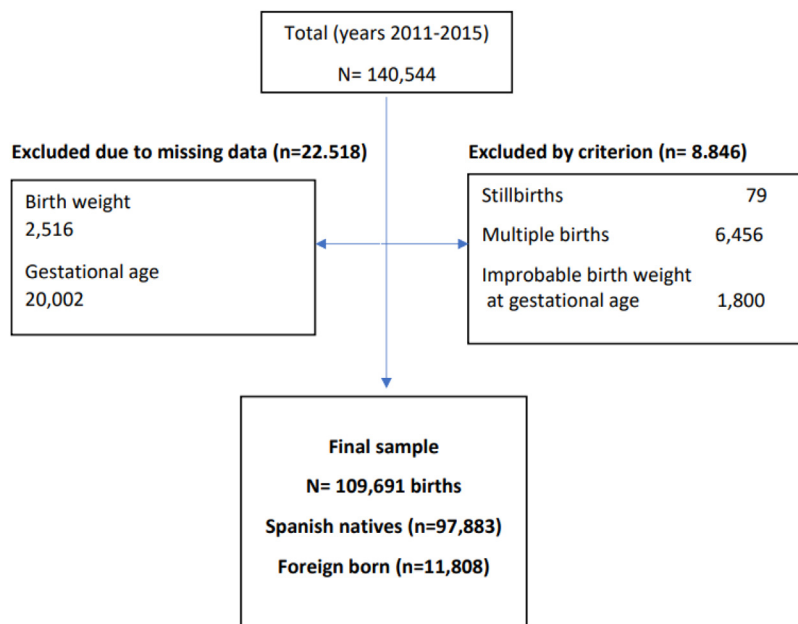 Total (years 2011-2015)
N= 140,544
Excluded due to missing data (n=22.518)
Birth weight
2,516
Gestational age
20,002
Excluded by criterion (n= 8.846)
Stillbirths 79
Multiple births 6,456
Improbable birth weight
at gestational age 1,800
Final sample
N= 109,691 births
Spanish natives (n=97,883)
Foreign born (n=11,808)